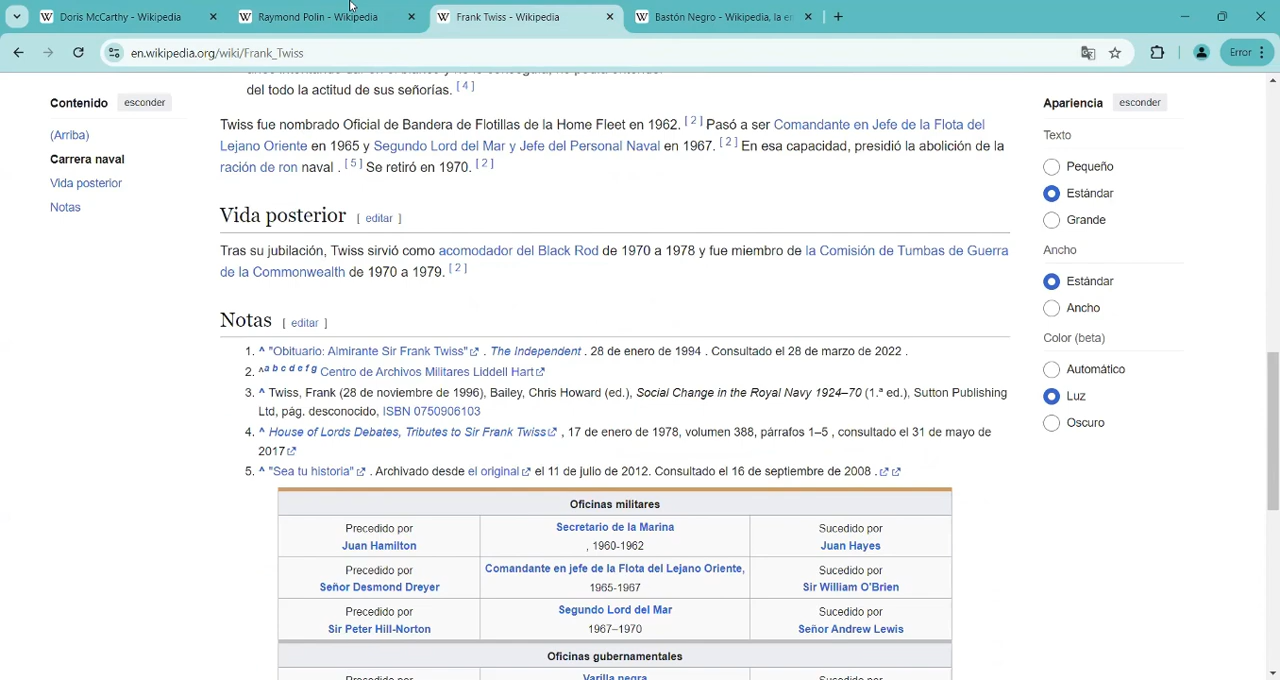 Doris McCarthy - Wikipedia
Raymond Polin - Wikipedia
Frank Twiss - Wikipedia
Bastón Negro - Wikipedia, la en
en.wikipedia.org/wiki/Frank_Twiss
Error
Contenido
esconder
(Arriba)
Carrera naval
Vida posterior
Notas
del todo la actitud de sus señorías. [4]
Twiss fue nombrado Oficial de Bandera de Flotillas de la Home Fleet en 1962. [2] Pasó a ser Comandante en Jefe de la Flota del
Lejano Oriente en 1965 y Segundo Lord del Mar y Jefe del Personal Naval en 1967. [2] En esa capacidad, presidió la abolición de la
ración de ron naval . [5] Se retiró en 1970. [2]
Vida posterior [ editar ]
Tras su jubilación, Twiss sirvió como acomodador del Black Rod de 1970 a 1978 y fue miembro de la Comisión de Tumbas de Guerra
de la Commonwealth de 1970 a 1979. [2]
Notas [ editar ]
1. ^ "Obituario: Almirante Sir Frank Twiss" . The Independent . 28 de enero de 1994 . Consultado el 28 de marzo de 2022 .
2. ^ a b c d e f g Centro de Archivos Militares Liddell Hart
3. ^ Twiss, Frank (28 de noviembre de 1996), Bailey, Chris Howard (ed.), Social Change in the Royal Navy 1924–70 (1.ª ed.), Sutton Publishing
Ltd, pág. desconocido, ISBN 0750906103
4. ^ House of Lords Debates, Tributes to Sir Frank Twiss , 17 de enero de 1978, volumen 388, párrafos 1–5 , consultado el 31 de mayo de
2017
5. ^ "Sea tu historia" . Archivado desde el original el 11 de julio de 2012. Consultado el 16 de septiembre de 2008 .
Oficinas militares
Precedido por
Juan Hamilton
Secretario de la Marina
, 1960-1962
Sucedido por
Juan Hayes
Precedido por
Señor Desmond Dreyer
Comandante en jefe de la Flota del Lejano Oriente,
1965-1967
Sucedido por
Sir William O'Brien
Precedido por
Sir Peter Hill-Norton
Segundo Lord del Mar
1967–1970
Sucedido por
Señor Andrew Lewis
Oficinas gubernamentales
Precedido por
Varilla negra
Sucedido por
Apariencia
esconder
Texto
Pequeño
Estándar
Grande
Ancho
Estándar
Ancho
Color (beta)
Automático
Luz
Oscuro